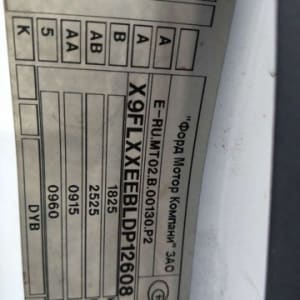 "Форд Мотор Компани" ЗАО
E-RU.MT02.B.00130.P2
X9FLXXEEBLDP12608
1825
2525
0915
0960
DYB
A
A
B
AB
AA
5
K